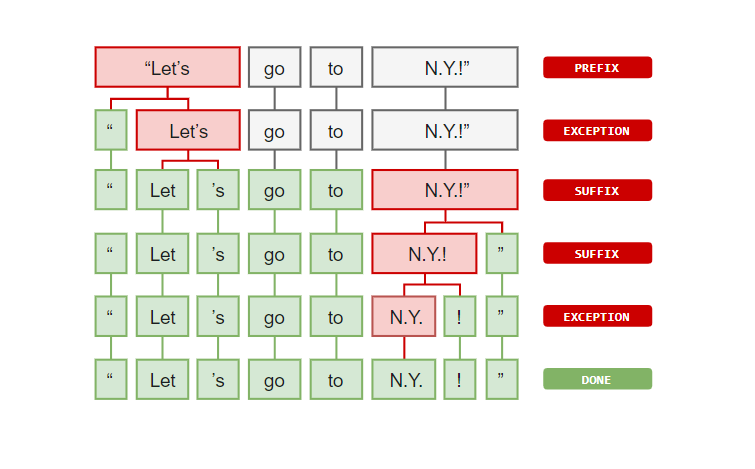 “Let’s go to N.Y.!” PREFIX
“ Let’s go to N.Y.!” EXCEPTION
“ Let ’s go to N.Y.!” SUFFIX
“ Let ’s go to N.Y.! ” SUFFIX
“ Let ’s go to N.Y. ! ” EXCEPTION
“ Let ’s go to N.Y. ! ” DONE